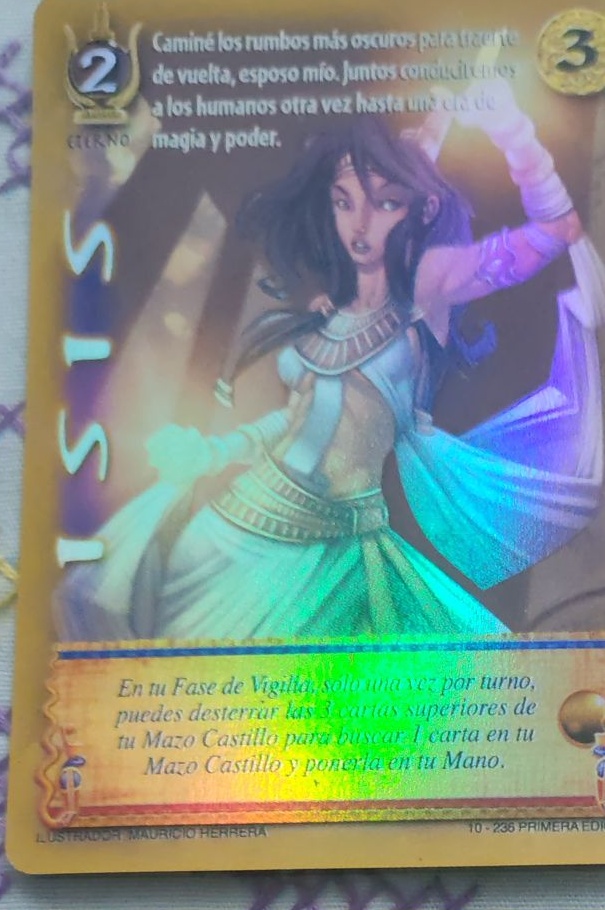 2
ETERNO
Caminé los rumbos más oscuros para traerte
de vuelta, esposo mío. Juntos conduciremos
a los humanos otra vez hasta una era de
magia y poder.
3
ISIS
En tu Fase de Vigilia, solo una vez por turno,
puedes desterrar las 3 cartas superiores de
tu Mazo Castillo para buscar 1 carta en tu
Mazo Castillo y ponerla en tu Mano.
ILUSTRADOR: MAURICIO HERRERA
10 - 236 PRIMERA EDI